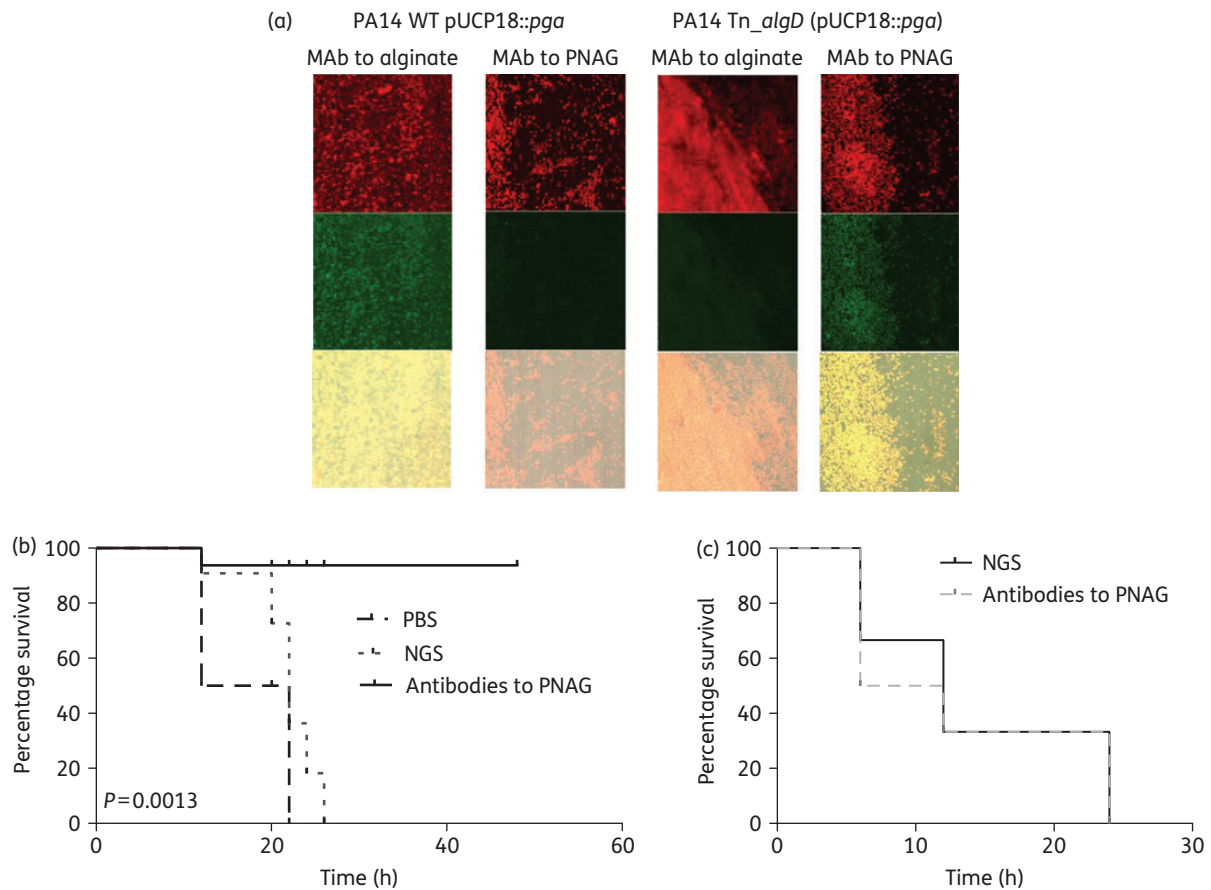 (a) PA14 WT pUCP18::pga PA14 Tn_algD (pUCP18::pga)
MAb to alginate MAb to PNAG MAb to alginate MAb to PNAG
(b)
Percentage survival
100
80
60
40
20
0
PBS
NGS
Antibodies to PNAG
P=0.0013
0 20 40 60
Time (h)
(c)
Percentage survival
100
80
60
40
20
0
NGS
Antibodies to PNAG
0 10 20 30
Time (h)